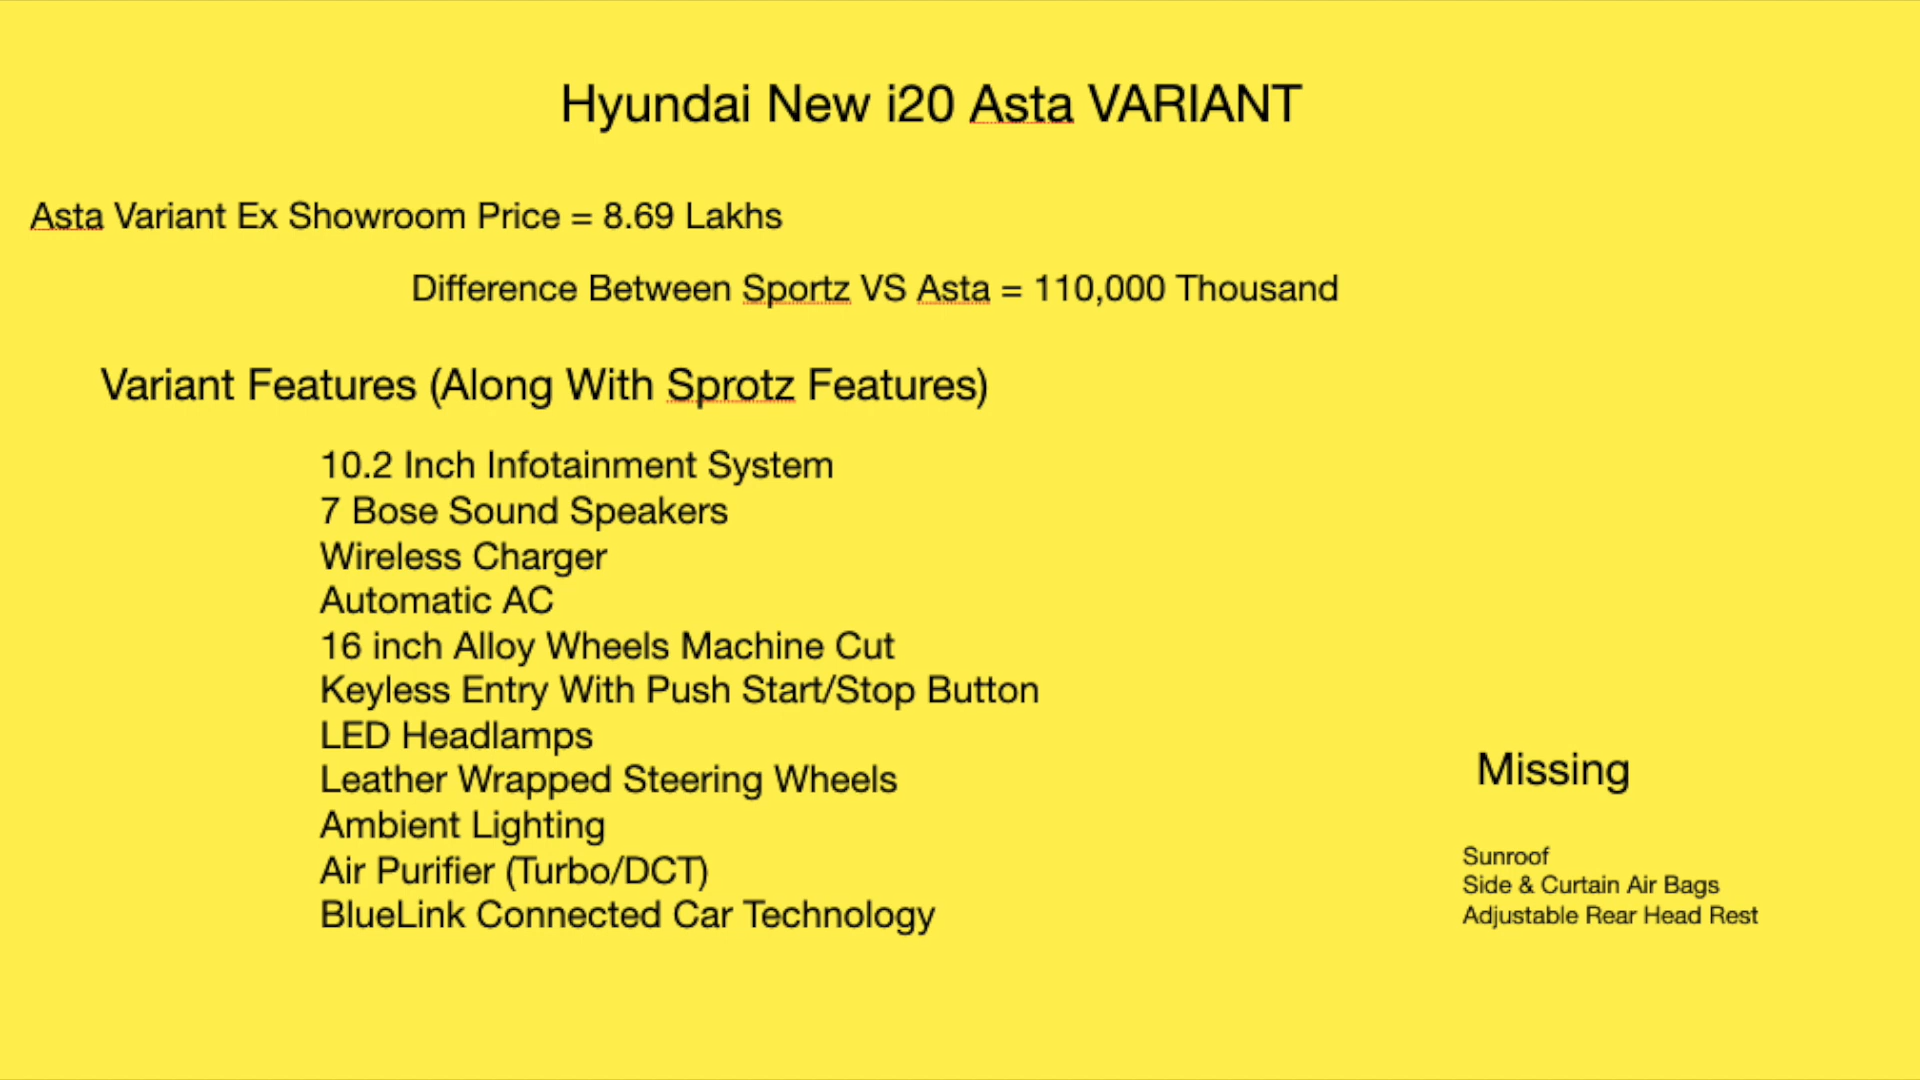 Hyundai New i20 Asta VARIANT
Asta Variant Ex Showroom Price = 8.69 Lakhs
Difference Between Sportz VS Asta = 110,000 Thousand
Variant Features (Along With Sprotz Features)
10.2 Inch Infotainment System
7 Bose Sound Speakers
Wireless Charger
Automatic AC
16 inch Alloy Wheels Machine Cut
Keyless Entry With Push Start/Stop Button
LED Headlamps
Leather Wrapped Steering Wheels
Ambient Lighting
Air Purifier (Turbo/DCT)
BlueLink Connected Car Technology
Missing
Sunroof
Side & Curtain Air Bags
Adjustable Rear Head Rest